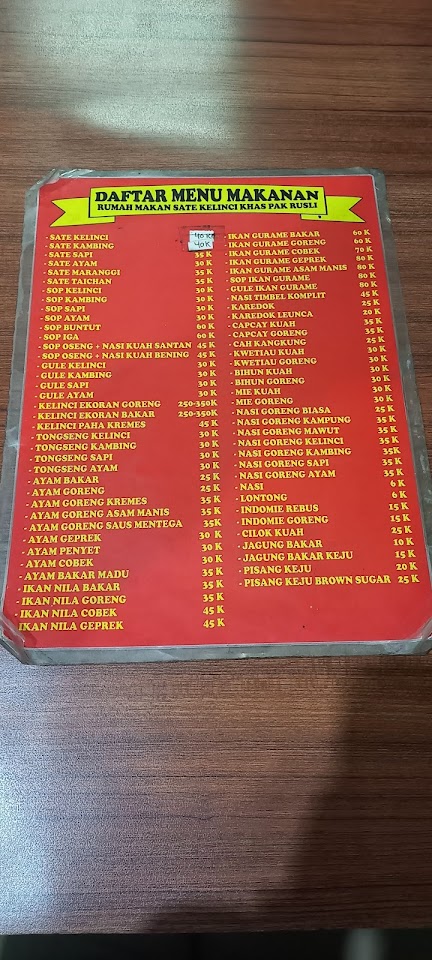 DAFTAR MENU MAKANAN
RUMAH MAKAN SATE KELINCI KHAS PAK RUSLI
- SATE KELINCI 40K
- SATE KAMBING 40K
- SATE SAPI 35 K
- SATE AYAM 30 K
- SATE MARANGGI 35 K
- SATE TAICHAN 35 K
- SOP KELINCI 30 K
- SOP KAMBING 30 K
- SOP SAPI 30 K
- SOP AYAM 30 K
- SOP BUNTUT 60 K
- SOP IGA 60 K
- SOP OSENG + NASI KUAH SANTAN 45 K
- SOP OSENG + NASI KUAH BENING 45 K
- GULE KELINCI 30 K
- GULE KAMBING 30 K
- GULE SAPI 30 K
- GULE AYAM 30 K
- KELINCI EKORAN GORENG 250-350K
- KELINCI EKORAN BAKAR 250-350K
- KELINCI PAHA KREMES 45 K
- TONGSENG KELINCI 30 K
- TONGSENG KAMBING 30 K
- TONGSENG SAPI 30 K
- TONGSENG AYAM 30 K
- AYAM BAKAR 25 K
- AYAM GORENG 25 K
- AYAM GORENG KREMES 35 K
- AYAM GORENG ASAM MANIS 35 K
- AYAM GORENG SAUS MENTEGA 35K
- AYAM GEPREK 30 K
- AYAM PENYET 30 K
- AYAM COBEK 30 K
- AYAM BAKAR MADU 35 K
- IKAN NILA BAKAR 35 K
- IKAN NILA GORENG 35 K
- IKAN NILA COBEK 45 K
IKAN NILA GEPREK 45 K
- IKAN GURAME BAKAR 60 K
- IKAN GURAME GORENG 60 K
- IKAN GURAME COBEK 70 K
- IKAN GURAME GEPREK 80 K
- IKAN GURAME ASAM MANIS 80 K
- SOP IKAN GURAME 80 K
- GULE IKAN GURAME 80 K
- NASI TIMBEL KOMPLIT 45 K
- KAREDOK 25 K
- KAREDOK LEUNCA 20 K
- CAPCAY KUAH 35 K
- CAPCAY GORENG 35 K
- CAH KANGKUNG 25 K
- KWETIAU KUAH 30 K
- KWETIAU GORENG 30 K
- BIHUN KUAH 30 K
- BIHUN GORENG 30 K
- MIE KUAH 30 K
- MIE GORENG 30 K
- NASI GORENG BIASA 25 K
- NASI GORENG KAMPUNG 35 K
- NASI GORENG MAWUT 35 K
- NASI GORENG KELINCI 35 K
- NASI GORENG KAMBING 35K
- NASI GORENG SAPI 35 K
- NASI GORENG AYAM 35 K
- NASI 6 K
- LONTONG 6 K
- INDOMIE REBUS 15 K
- INDOMIE GORENG 15 K
- CILOK KUAH 25 K
- JAGUNG BAKAR 10 K
- JAGUNG BAKAR KEJU 15 K
- PISANG KEJU 20 K
- PISANG KEJU BROWN SUGAR 25 K